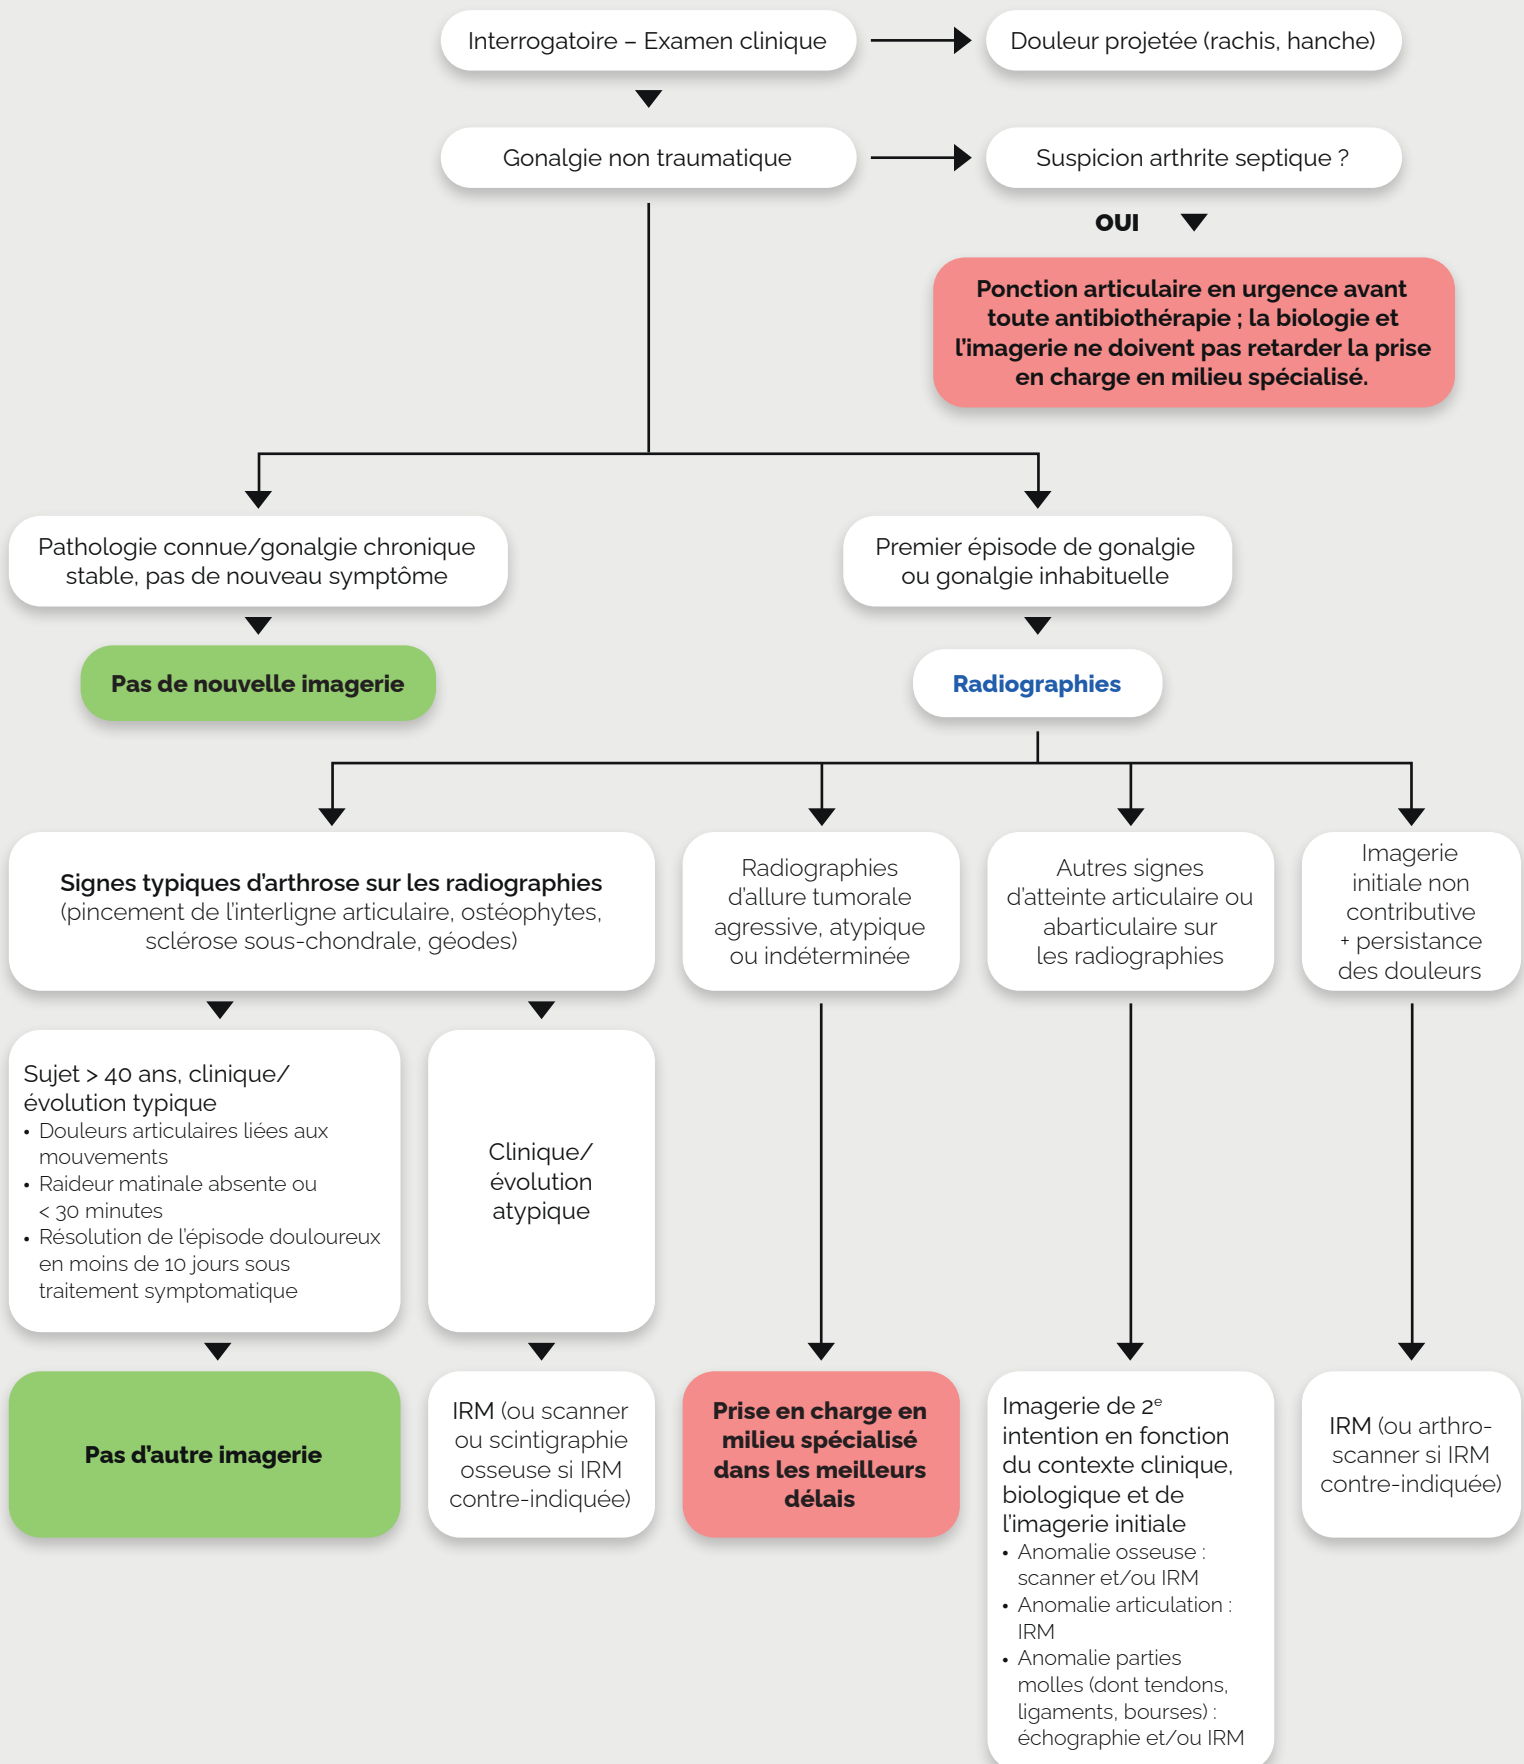 Interrogatoire – Examen clinique
Douleur projetée (rachis, hanche)
Gonalgie non traumatique
Suspicion arthrite septique ?
OUI
Ponction articulaire en urgence avant
toute antibiothérapie ; la biologie et
l’imagerie ne doivent pas retarder la prise
en charge en milieu spécialisé.
Pathologie connue/gonalgie chronique
stable, pas de nouveau symptôme
Premier épisode de gonalgie
ou gonalgie inhabituelle
Pas de nouvelle imagerie
Radiographies
Signes typiques d’arthrose sur les radiographies
(pincement de l’interligne articulaire, ostéophytes,
sclérose sous-chondrale, géodes)
Radiographies
d’allure tumorale
agressive, atypique
ou indéterminée
Autres signes
d’atteinte articulaire ou
abarticulaire sur
les radiographies
Imagerie
initiale non
contributive
+ persistance
des douleurs
Sujet > 40 ans, clinique/
évolution typique
• Douleurs articulaires liées aux
mouvements
• Raideur matinale absente ou
< 30 minutes
• Résolution de l’épisode douloureux
en moins de 10 jours sous
traitement symptomatique
Clinique/
évolution
atypique
Pas d’autre imagerie
IRM (ou scanner
ou scintigraphie
osseuse si IRM
contre-indiquée)
Prise en charge en
milieu spécialisé
dans les meilleurs
délais
Imagerie de 2e
intention en fonction
du contexte clinique,
biologique et de
l’imagerie initiale
• Anomalie osseuse :
scanner et/ou IRM
• Anomalie articulation :
IRM
• Anomalie parties
molles (dont tendons,
ligaments, bourses) :
échographie et/ou IRM
IRM (ou arthro-
scanner si IRM
contre-indiquée)